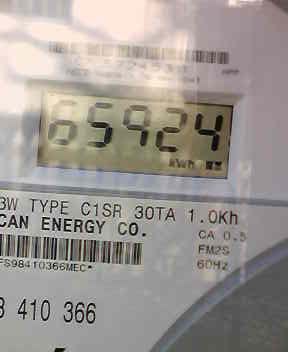 65924
kWh
3W TYPE C1SR 30TA 1.0Kh
CAN ENERGY CO.
CA 0.5
FM2S
60Hz
FS98410366MEC*
3 410 366